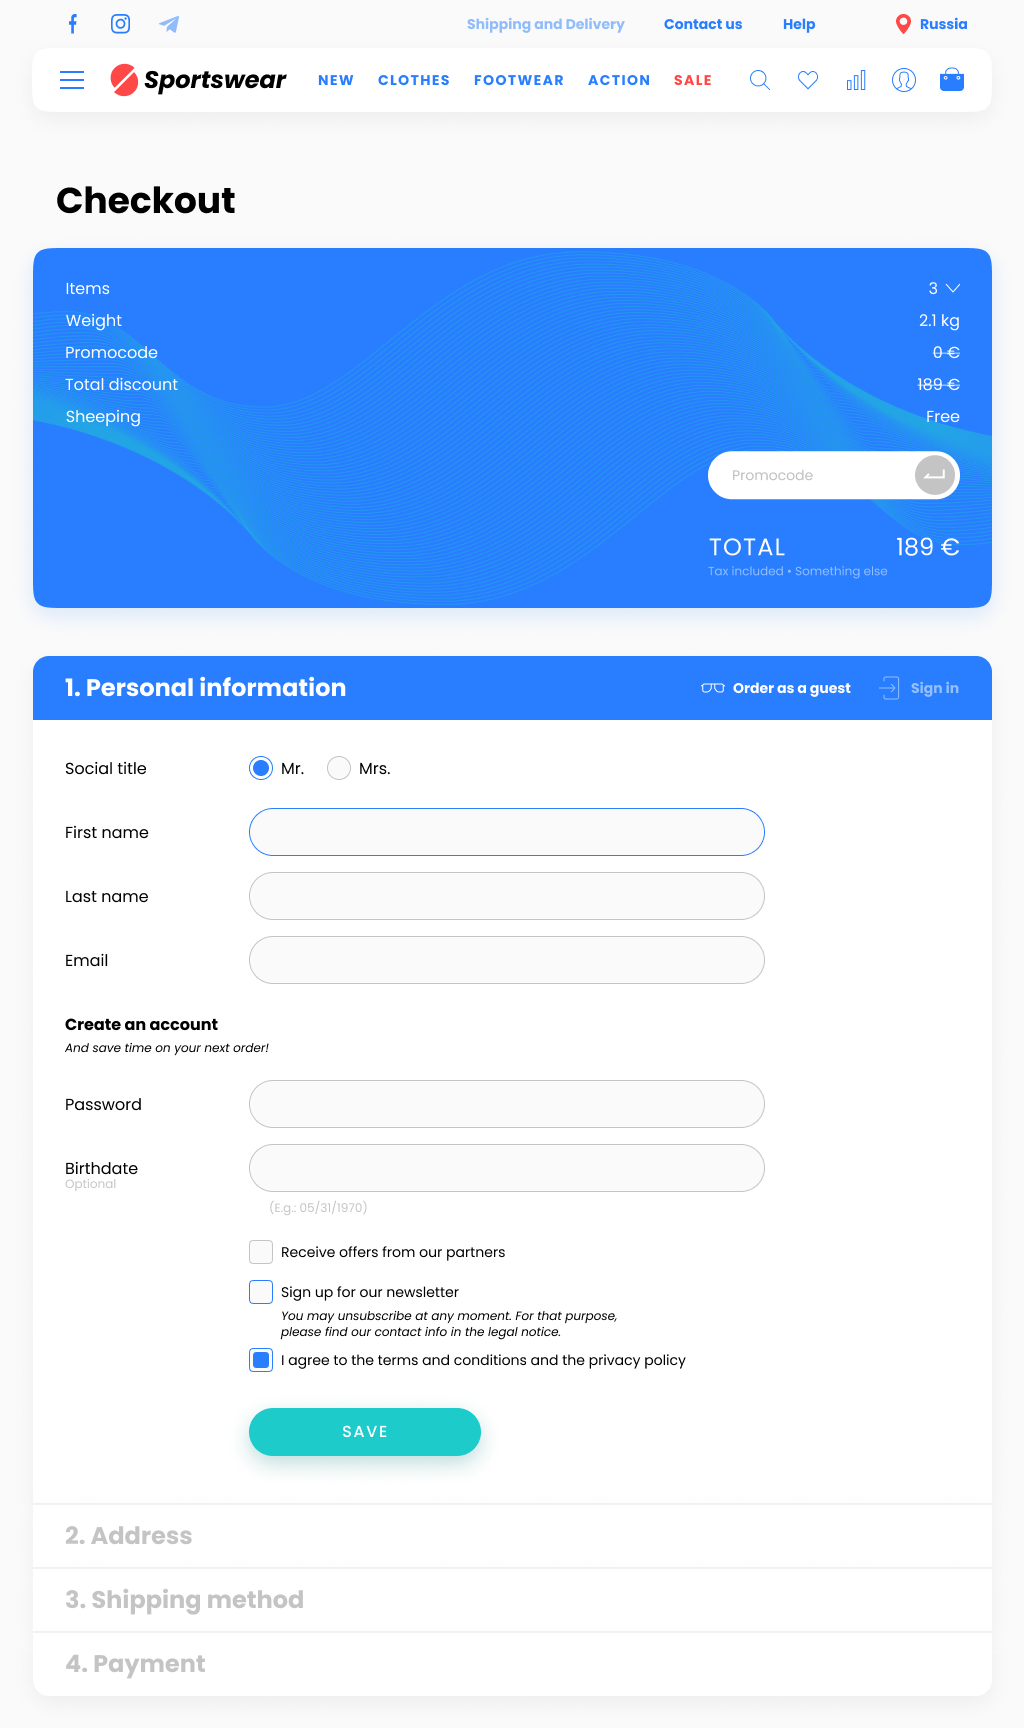 Shipping and Delivery Contact us Help Russia
Sportswear NEW CLOTHES FOOTWEAR ACTION SALE
Checkout
Items 3
Weight 2.1 kg
Promocode 0 €
Total discount 189 €
Sheeping Free
Promocode
TOTAL 189 €
Tax included • Something else
1. Personal information Order as a guest Sign in
Social title Mr. Mrs.
First name
Last name
Email
Create an account
And save time on your next order!
Password
Birthdate
Optional
(E.g.: 05/31/1970)
Receive offers from our partners
Sign up for our newsletter
You may unsubscribe at any moment. For that purpose,
please find our contact info in the legal notice.
I agree to the terms and conditions and the privacy policy
SAVE
2. Address
3. Shipping method
4. Payment